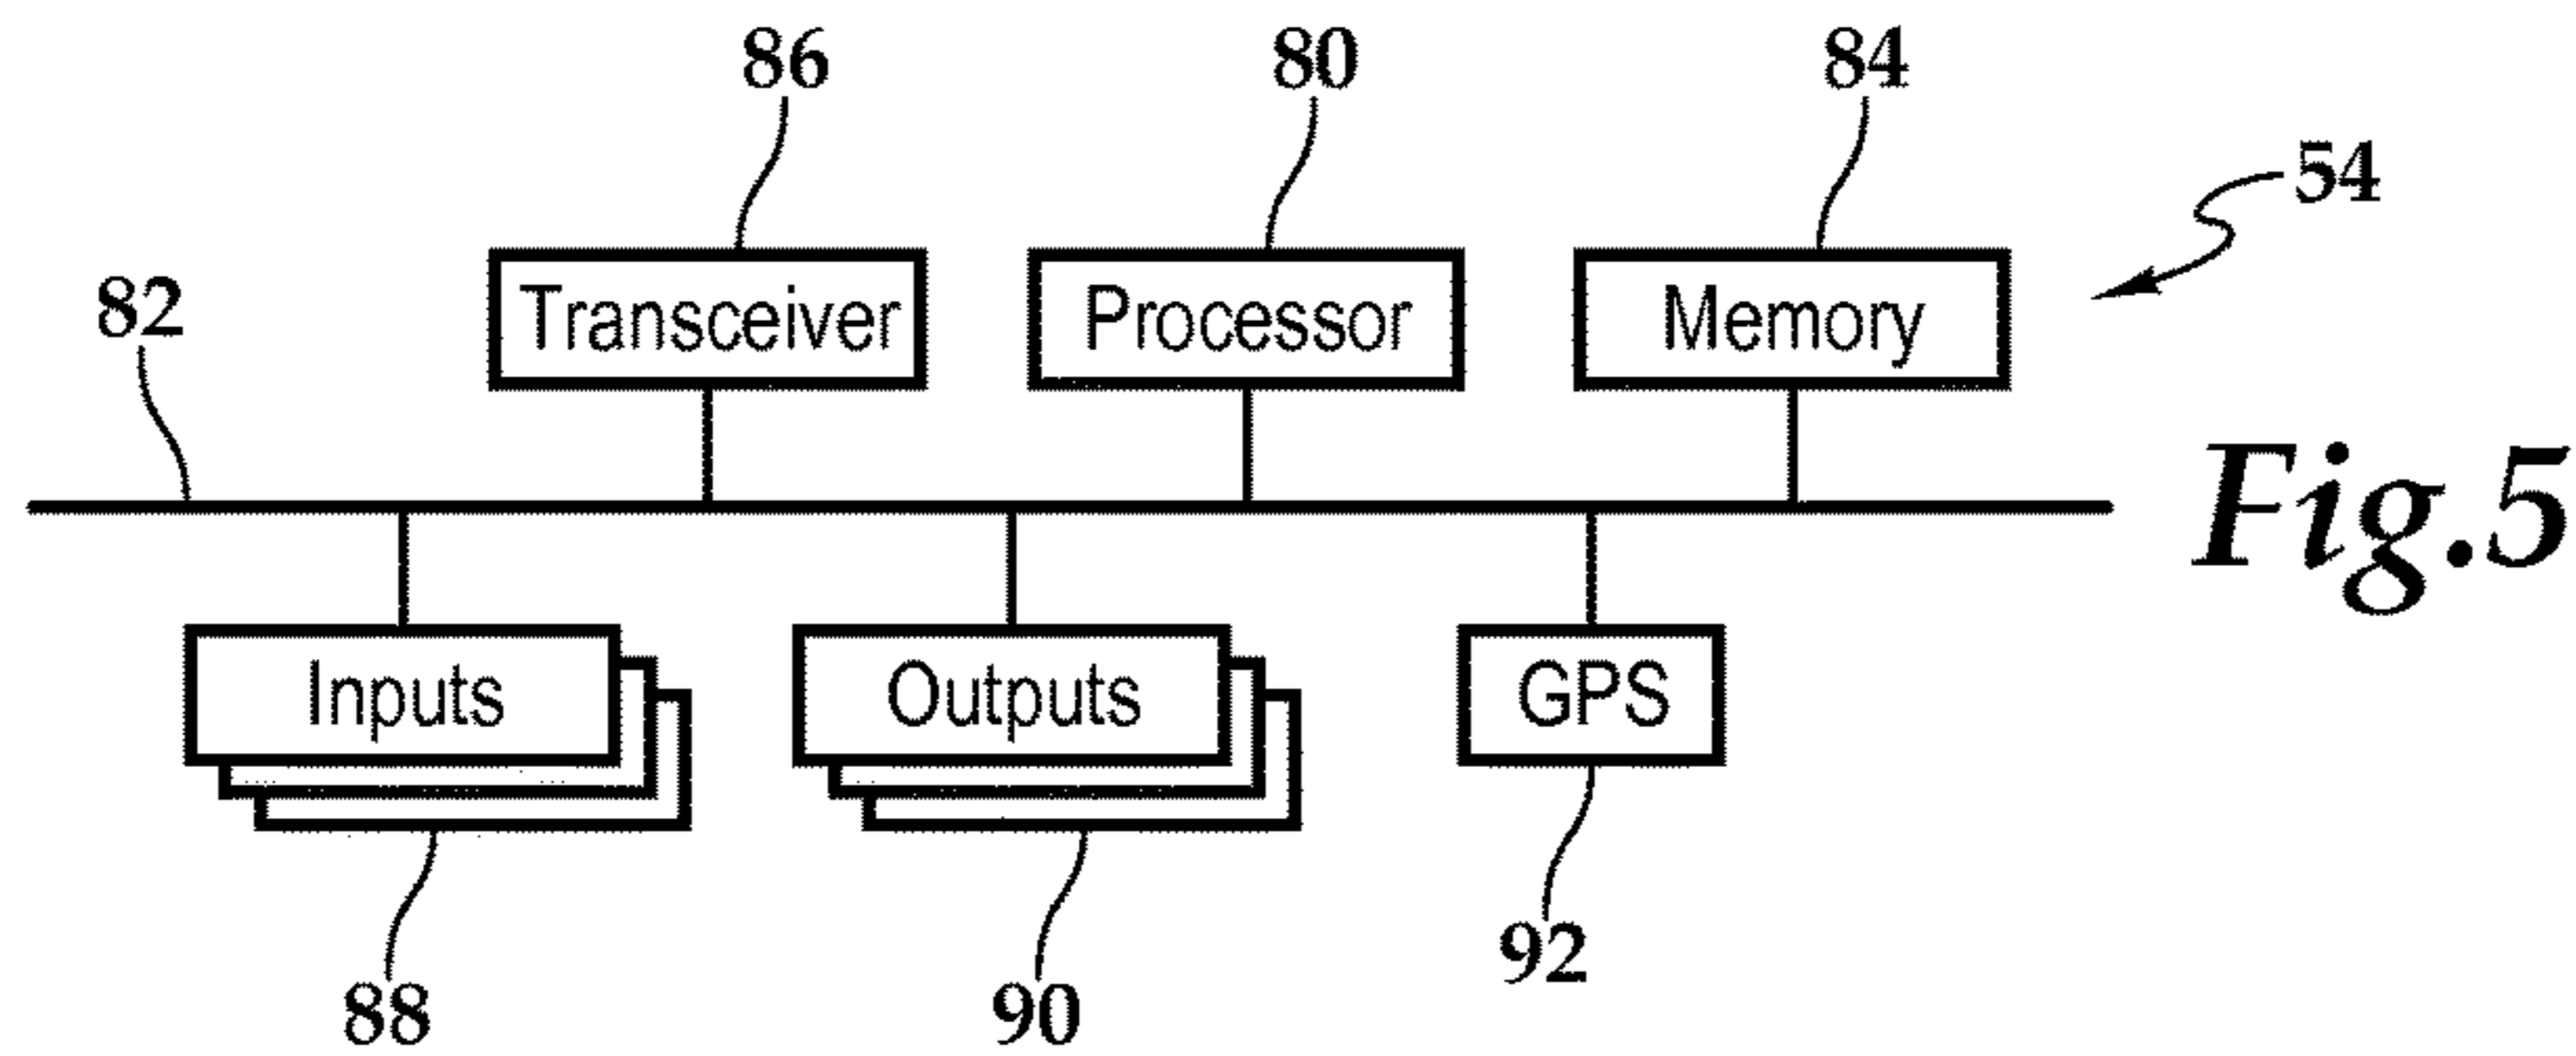 86
80
84
54
82
Transceiver
Processor
Memory
Fig.5
Inputs
Outputs
GPS
92
88
90